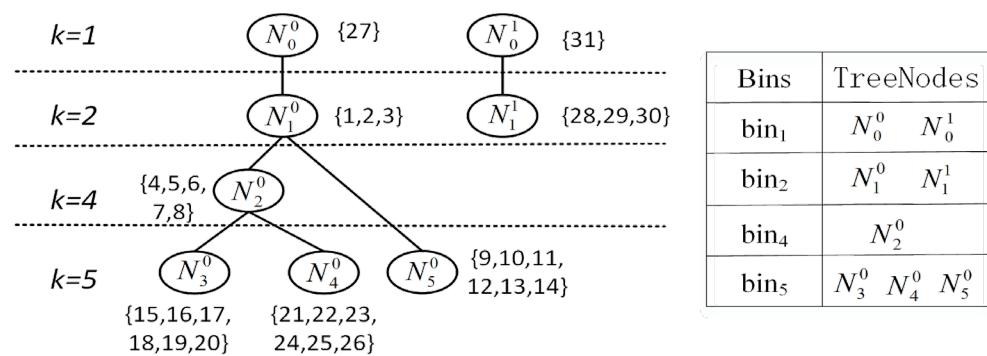 k=1 N_0^0 {27} N_0^1 {31}
k=2 N_1^0 {1,2,3} N_1^1 {28,29,30}
k=4 {4,5,6,
7,8} N_2^0
k=5 N_3^0 N_4^0 N_5^0 {9,10,11,
12,13,14}
{15,16,17,
18,19,20}
{21,22,23,
24,25,26}
Bins TreeNodes
bin_1 N_0^0 N_0^1
bin_2 N_1^0 N_1^1
bin_4 N_2^0
bin_5 N_3^0 N_4^0 N_5^0